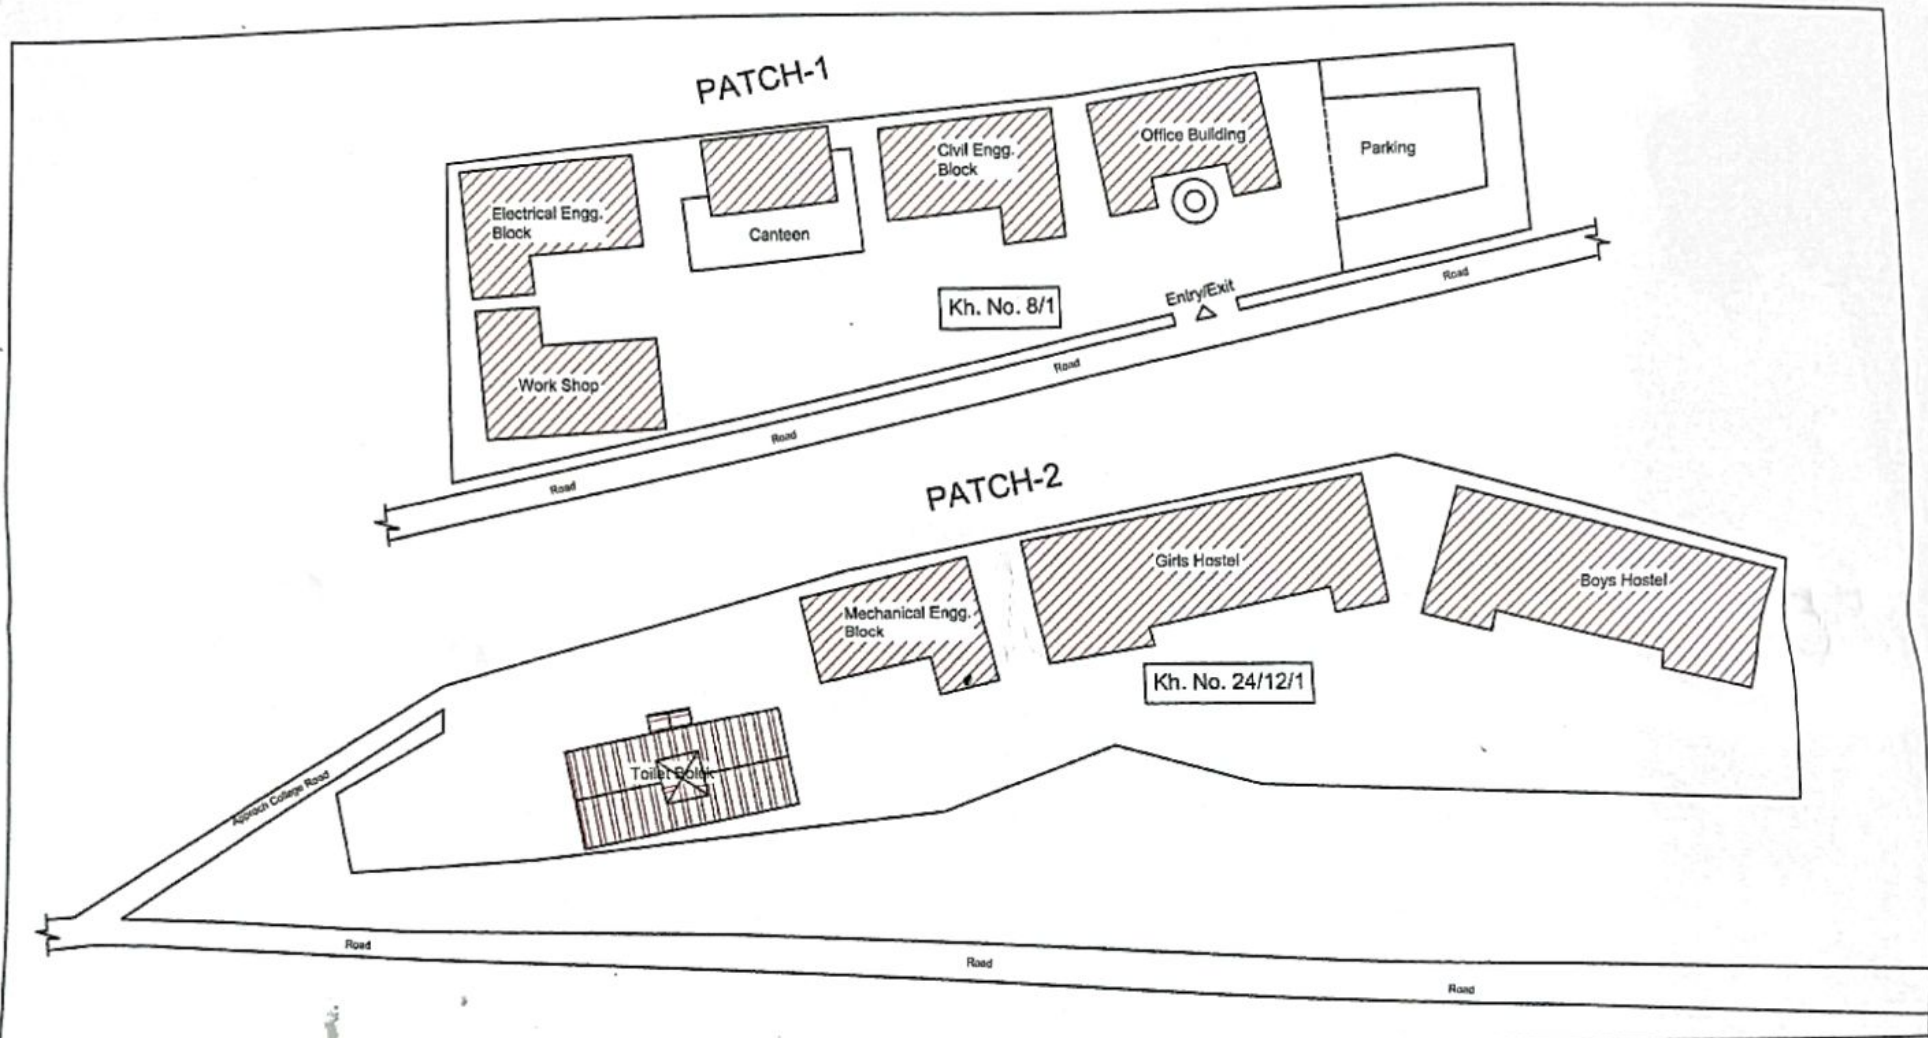 PATCH-1
Office Building
Parking
Civil Engg.
Block
Electrical Engg.
Block
Canteen
Kh. No. 8/1
Entry/Exit
Road
Road
Work Shop
Road
Road
PATCH-2
Girls Hostel
Boys Hostel
Mechanical Engg.
Block
Kh. No. 24/12/1
Toilet Bolck
Approch College Road
Road
Road
Road